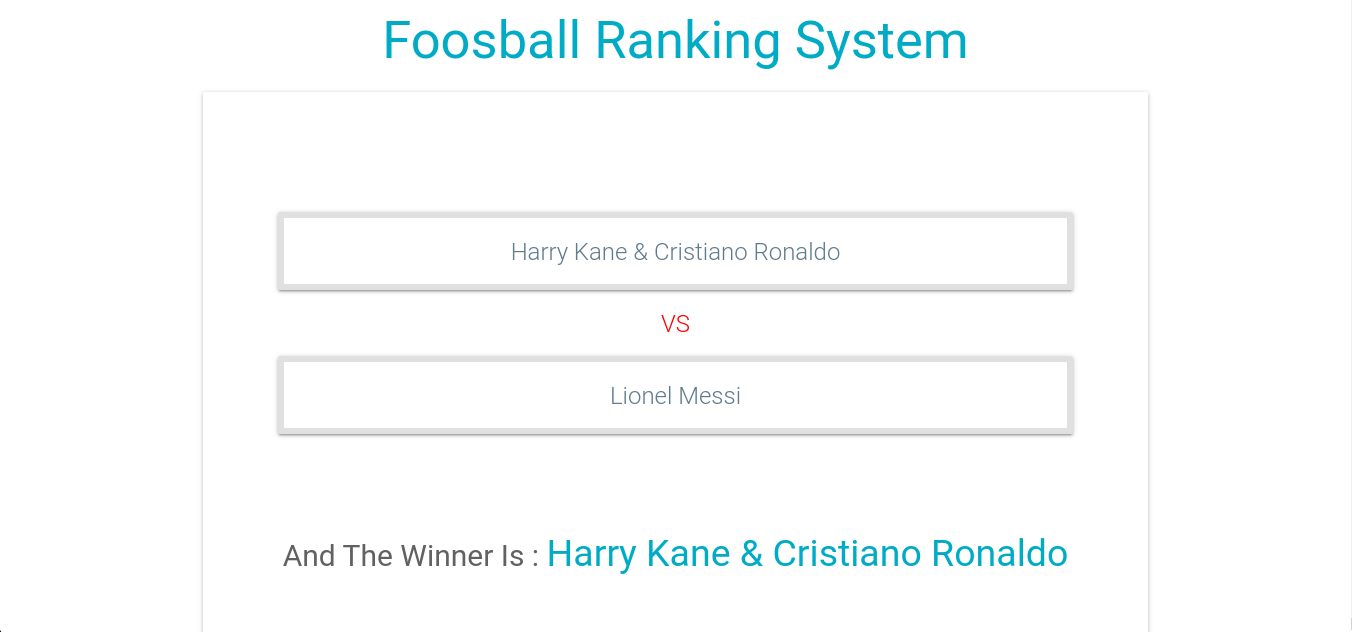 Foosball Ranking System
Harry Kane & Cristiano Ronaldo
VS
Lionel Messi
And The Winner Is : Harry Kane & Cristiano Ronaldo